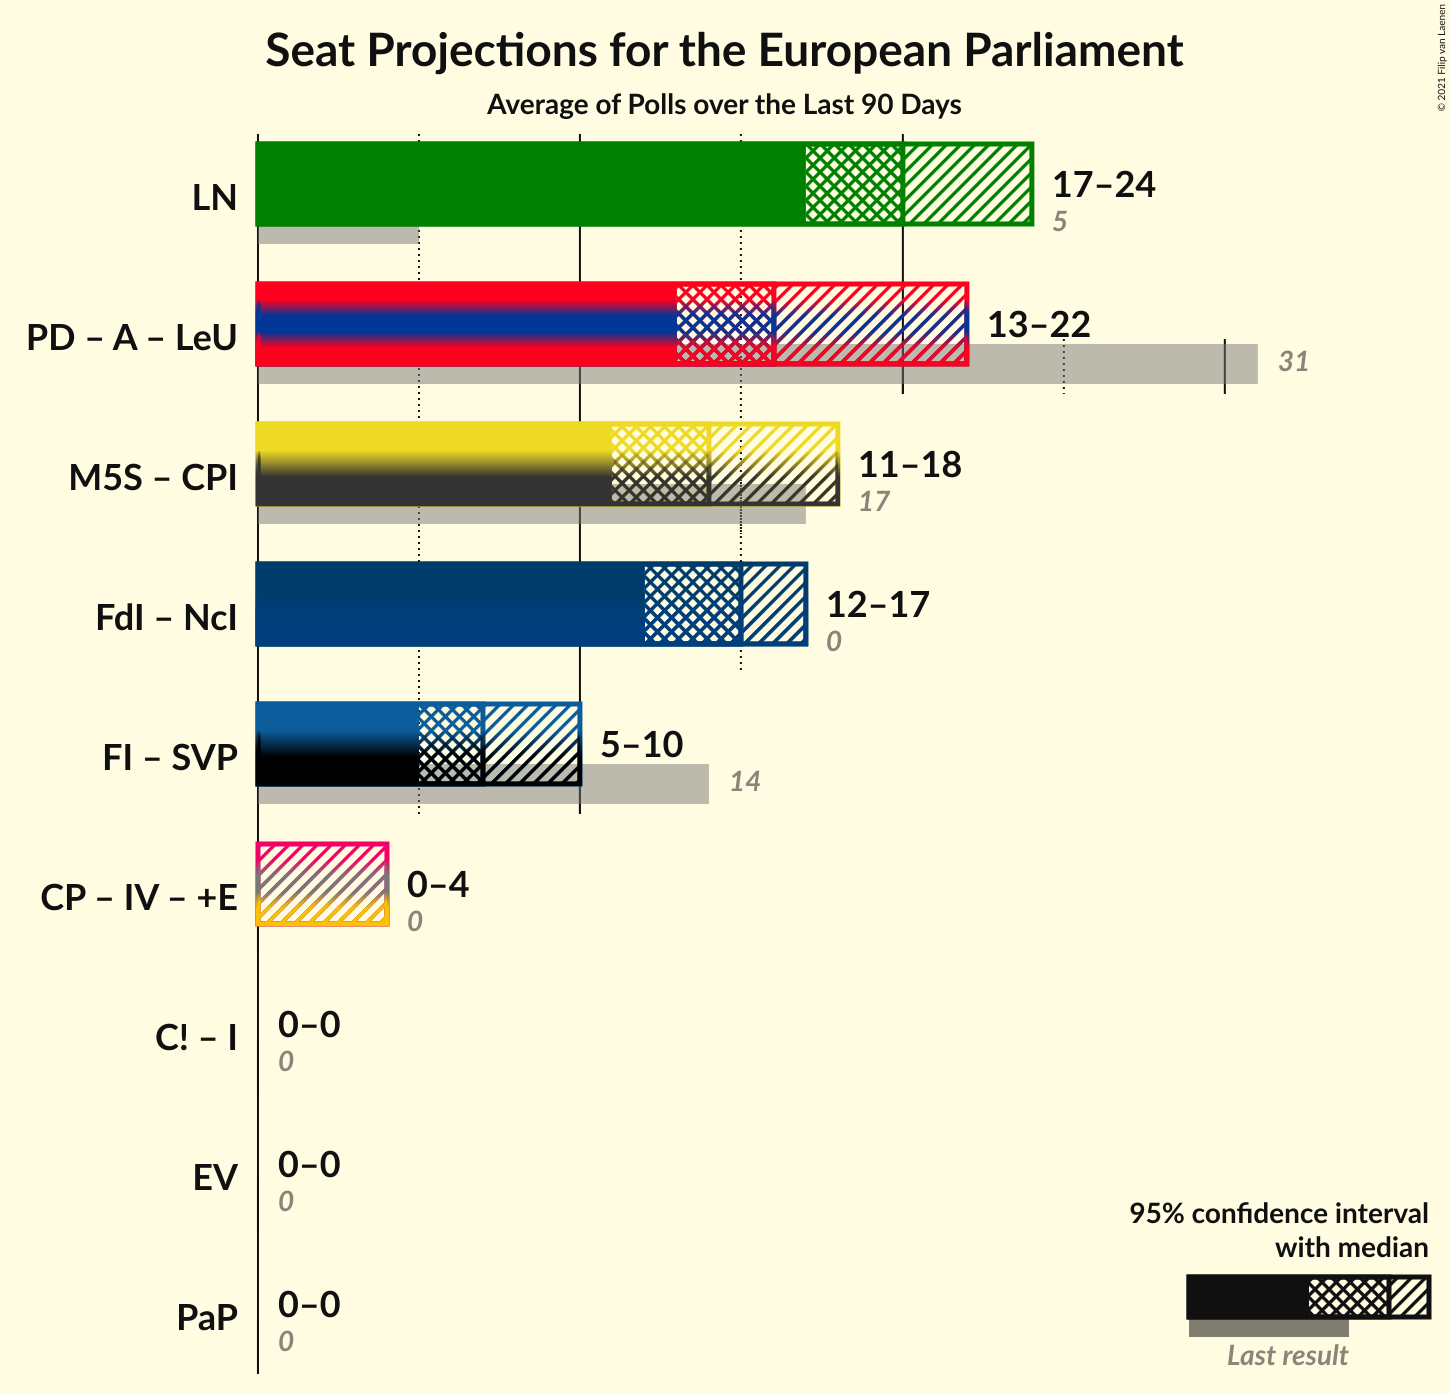 Seat Projections for the European Parliament
Average of Polls over the Last 90 Days
© 2021 Filip van Laenen
LN
17–24
5
PD – A – LeU
13–22
31
M5S – CPI
11–18
17
FdI – NcI
12–17
0
FI – SVP
5–10
14
CP – IV – +E
0–4
0
C! – I
0–0
0
EV
0–0
0
PaP
0–0
0
95% confidence interval
with median
Last result